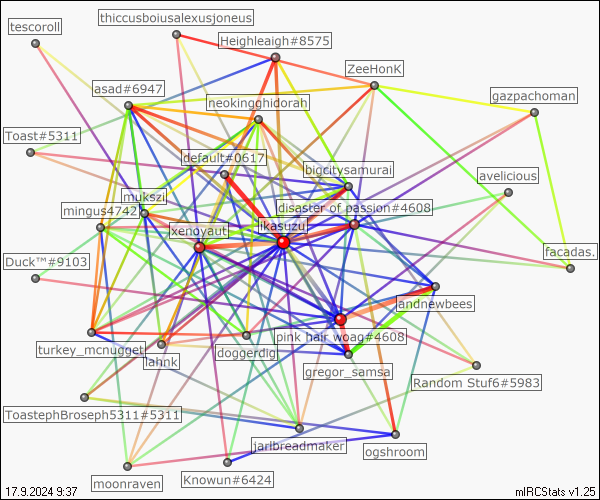 thiccusboiusalexusjoneus
tescoroll
Heighleaigh#8575
ZeeHonK
asad#6947
neokingghidorah
gazpachoman
Toast#5311
default#0617
bigcitysamurai
avelicious
mukszi
mingus4742
disaster of passion#4608
ikasuzu
xenoyaut
facadas.
Duck™#9103
andnewbees
pink hair woag#4608
turkey_mcnugget
doggerdig
lahnk
gregor_samsa
Random Stuf6#5983
ToastephBroseph5311#5311
jarlbreadmaker
ogshroom
moonraven
Knowun#6424
17.9.2024 9:37
mIRCStats v1.25